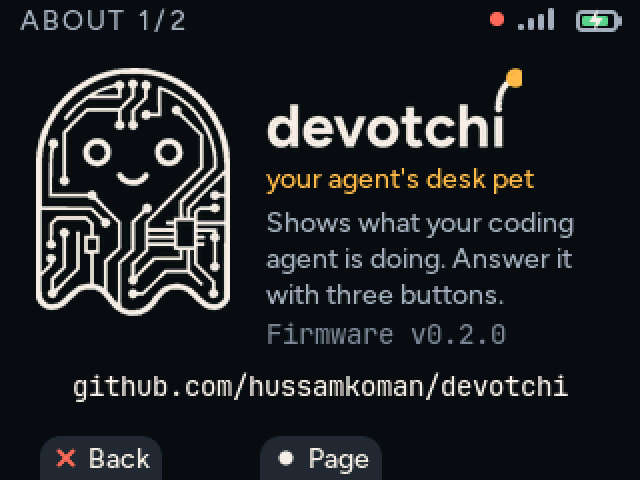 ABOUT 1/2
devotchi
your agent's desk pet
Shows what your coding
agent is doing. Answer it
with three buttons.
Firmware v0.2.0
github.com/hussamkoman/devotchi
Back
Page